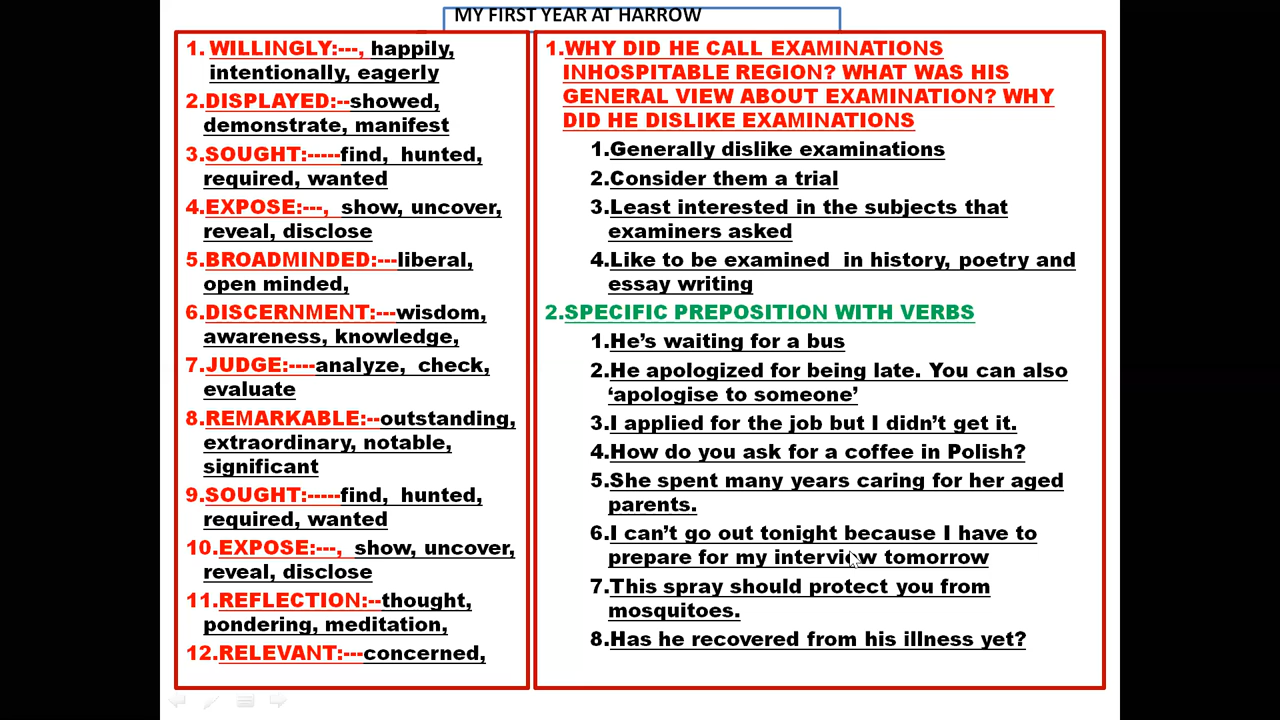 MY FIRST YEAR AT HARROW
1. WILLINGLY:---, happily,
intentionally, eagerly
2.DISPLAYED:--showed,
demonstrate, manifest
3.SOUGHT:-----find, hunted,
required, wanted
4.EXPOSE:---, show, uncover,
reveal, disclose
5.BROADMINDED:---liberal,
open minded,
6.DISCERNMENT:---wisdom,
awareness, knowledge,
7.JUDGE:----analyze, check,
evaluate
8.REMARKABLE:--outstanding,
extraordinary, notable,
significant
9.SOUGHT:-----find, hunted,
required, wanted
10.EXPOSE:---, show, uncover,
reveal, disclose
11.REFLECTION:--thought,
pondering, meditation,
12.RELEVANT:---concerned,
1.WHY DID HE CALL EXAMINATIONS
INHOSPITABLE REGION? WHAT WAS HIS
GENERAL VIEW ABOUT EXAMINATION? WHY
DID HE DISLIKE EXAMINATIONS
1.Generally dislike examinations
2.Consider them a trial
3.Least interested in the subjects that
examiners asked
4.Like to be examined in history, poetry and
essay writing
2.SPECIFIC PREPOSITION WITH VERBS
1.He’s waiting for a bus
2.He apologized for being late. You can also
‘apologise to someone’
3.I applied for the job but I didn’t get it.
4.How do you ask for a coffee in Polish?
5.She spent many years caring for her aged
parents.
6.I can’t go out tonight because I have to
prepare for my interview tomorrow
7.This spray should protect you from
mosquitoes.
8.Has he recovered from his illness yet?